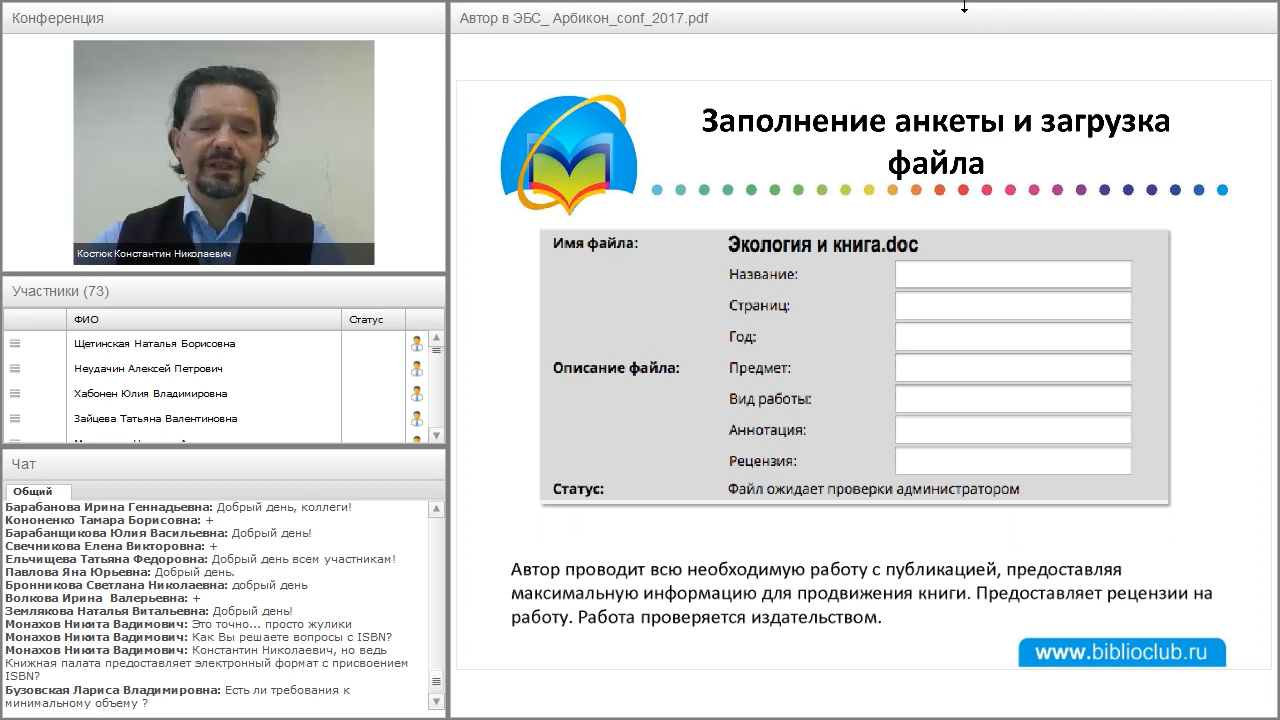 Конференция
Костюк Константин Николаевич
Участники (73)
ФИО
Статус
Щетинская Наталья Борисовна
Неудачин Алексей Петрович
Хабонен Юлия Владимировна
Зайцева Татьяна Валентиновна
Чат
Общий
Барабанова Ирина Геннадьевна: Добрый день, коллеги!
Кононенко Тамара Борисовна: +
Барабанщикова Юлия Васильевна: Добрый день!
Свечникова Елена Викторовна: +
Ельчищева Татьяна Федоровна: Добрый день всем участникам!
Павлова Яна Юрьевна: Добрый день.
Бронникова Светлана Николаевна: добрый день
Волкова Ирина Валерьевна: +
Землякова Наталья Витальевна: Добрый день!
Монахов Никита Вадимович: Это точно... просто жулики
Монахов Никита Вадимович: Как Вы решаете вопросы с ISBN?
Монахов Никита Вадимович: Константин Николаевич, но ведь
Книжная палата предоставляет электронный формат с присвоением
ISBN?
Бузовская Лариса Владимировна: Есть ли требования к
минимальному объему ?
Автор в ЭБС_ Арбикон_conf_2017.pdf
Заполнение анкеты и загрузка
файла
Имя файла: Экология и книга.doc
Название:
Страниц:
Год:
Описание файла: Предмет:
Вид работы:
Аннотация:
Рецензия:
Статус: Файл ожидает проверки администратором
Автор проводит всю необходимую работу с публикацией, предоставляя
максимальную информацию для продвижения книги. Предоставляет рецензии на
работу. Работа проверяется издательством.
www.biblioclub.ru